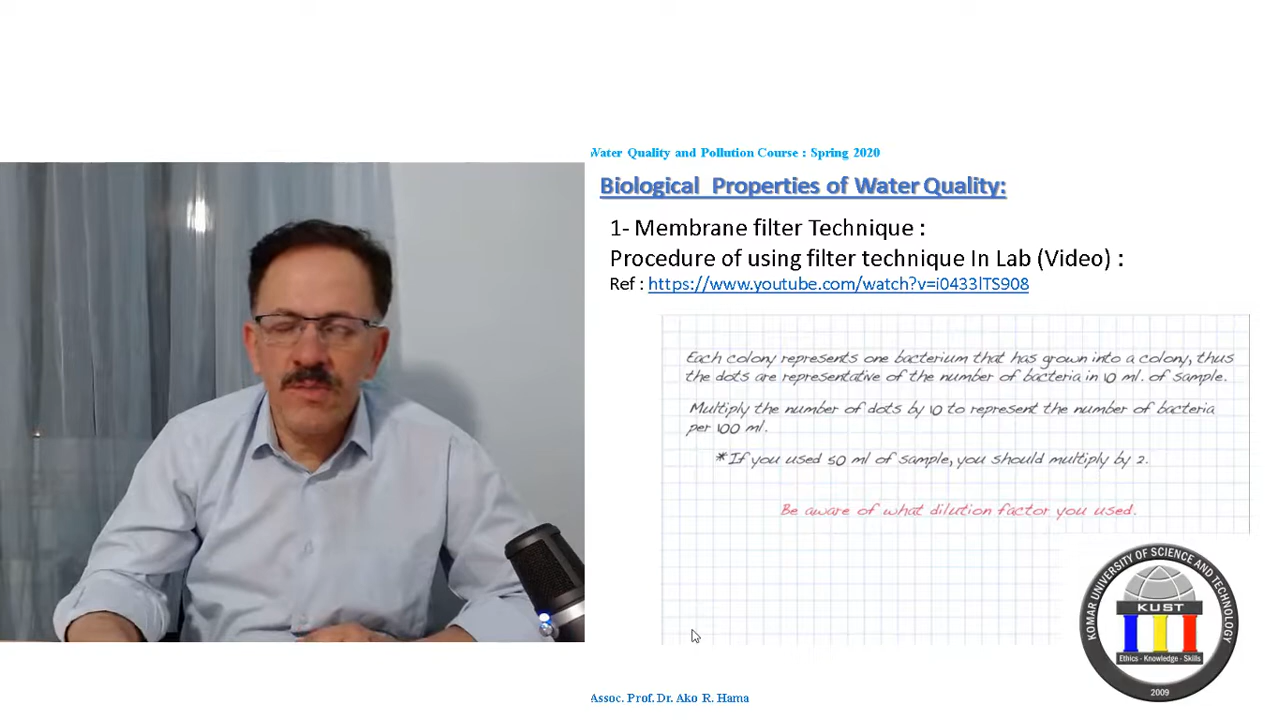 Water Quality and Pollution Course : Spring 2020
Biological Properties of Water Quality:
1- Membrane filter Technique :
Procedure of using filter technique In Lab (Video) :
Ref : https://www.youtube.com/watch?v=i0433lTS908
Each colony represents one bacterium that has grown into a colony, thus
the dots are representative of the number of bacteria in 10 ml. of sample.
Multiply the number of dots by 10 to represent the number of bacteria
per 100 ml.
*If you used 50 ml of sample, you should multiply by 2.
Be aware of what dilution factor you used.
KOMAR UNIVERSITY OF SCIENCE AND TECHNOLOGY
KUST
Ethics - Knowledge - Skills
2009
Assoc. Prof. Dr. Ako R. Hama